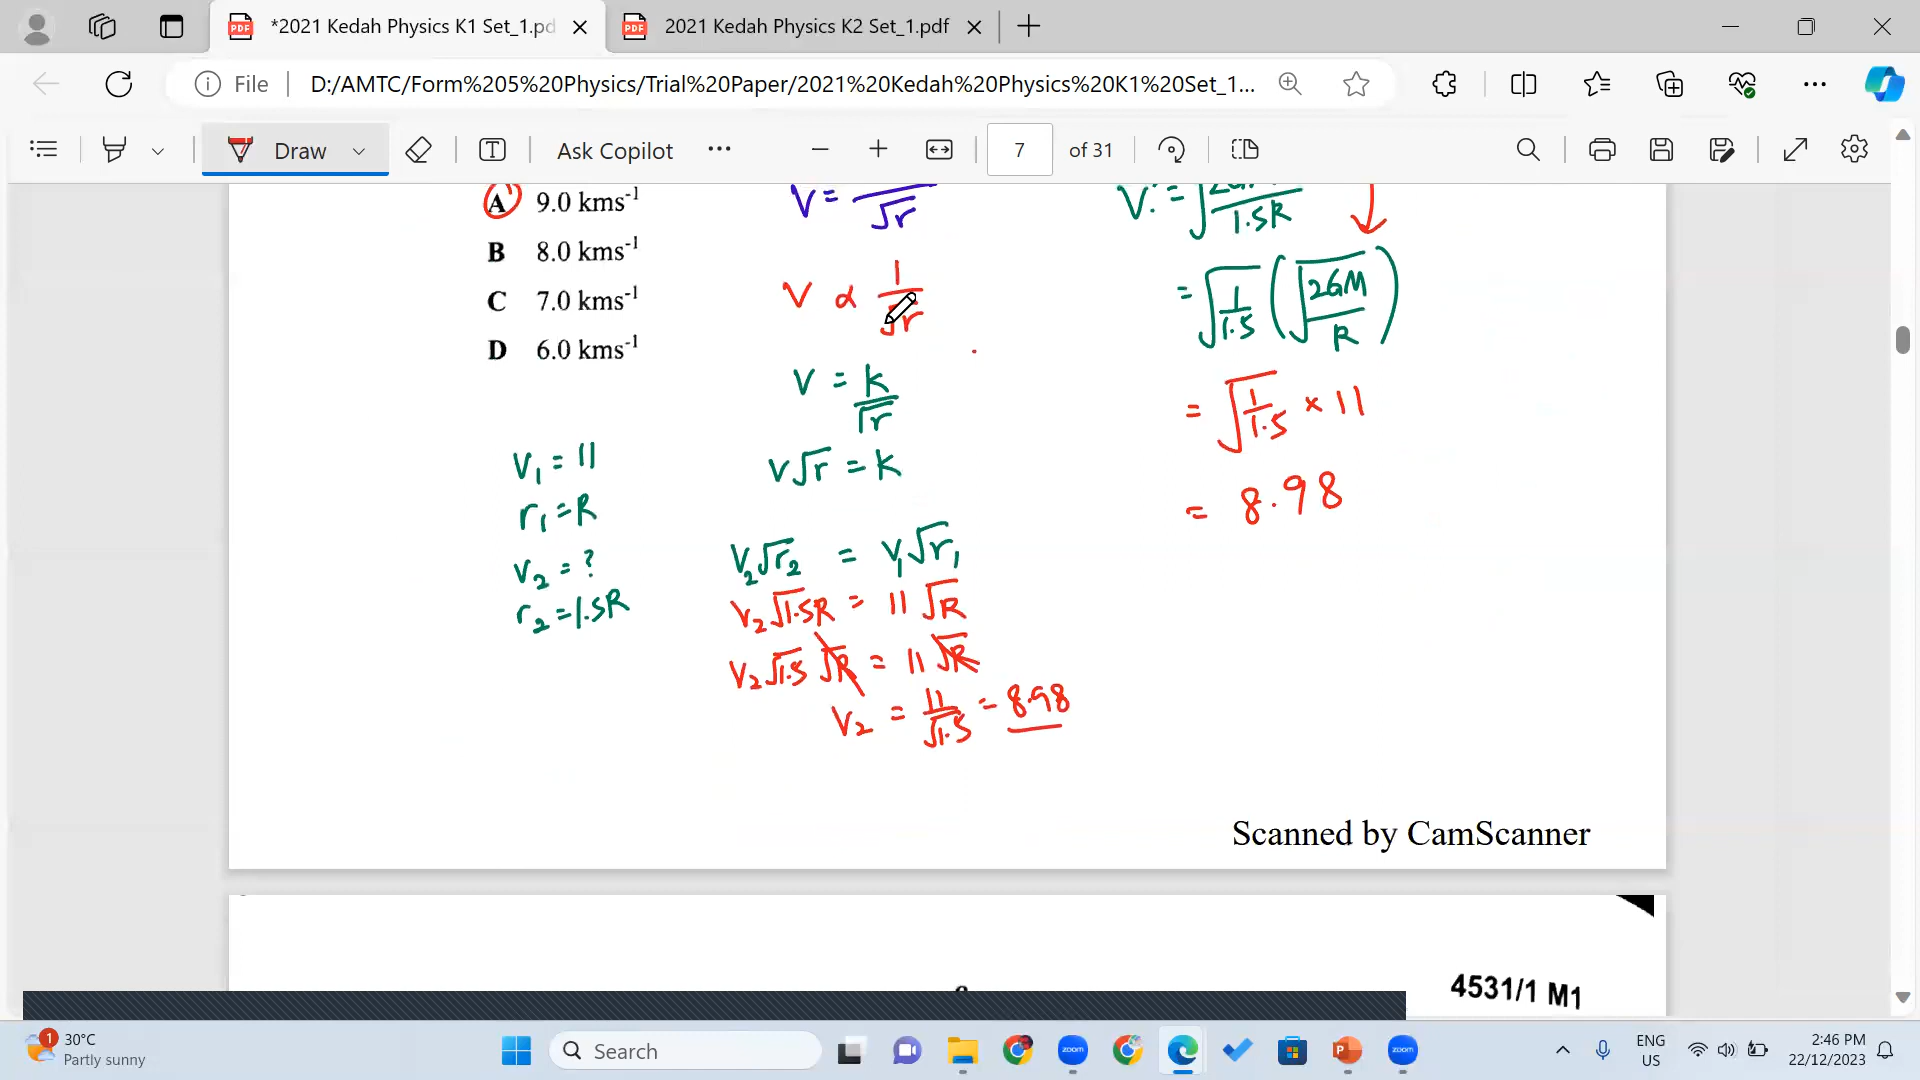 *2021 Kedah Physics K1 Set_1.pd
2021 Kedah Physics K2 Set_1.pdf
File
D:/AMTC/Form%205%20Physics/Trial%20Paper/2021%20Kedah%20Physics%20K1%20Set_1...
Draw
T
Ask Copilot
7
of 31
A 9.0 kms⁻¹
B 8.0 kms⁻¹
C 7.0 kms⁻¹
D 6.0 kms⁻¹
V = / √r
V ∝ 1/√r
V = k/√r
V√r = k
V₁ = 11
r₁ = R
V₂ = ?
r₂ = 1.5R
V₂√r₂ = V₁√r₁
V₂√1.5R = 11√R
V₂√1.5 √R = 11√R
V₂ = 11/√1.5 = 8.98
= √(1/1.5) (√(2GM/R))
= √(1/1.5) × 11
= 8.98
Scanned by CamScanner
4531/1 M1
1
30°C
Partly sunny
Search
zoom
zoom
ENG
US
2:46 PM
22/12/2023